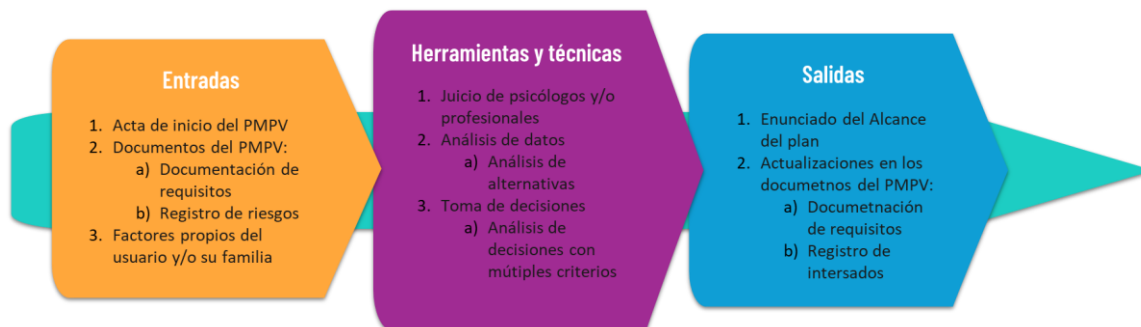 Entradas
1. Acta de inicio del PMPV
2. Documentos del PMPV:
a) Documentación de
requisitos
b) Registro de riesgos
3. Factores propios del
usuario y/o su familia
Herramientas y técnicas
1. Juicio de psicólogos y/o
profesionales
2. Análisis de datos
a) Análisis de
alternativas
3. Toma de decisiones
a) Análisis de
decisiones con
mútiples criterios
Salidas
1. Enunciado del Alcance
del plan
2. Actualizaciones en los
documetnos del PMPV:
a) Documetnación
de requisitos
b) Registro de
intersados